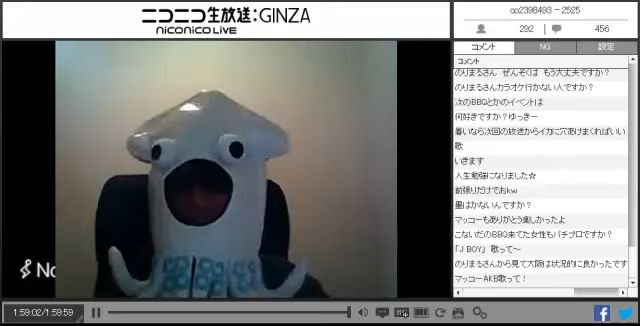 ニコニコ生放送:GINZA
niconico LIVE
co2398493 - 2525
292
456
コメント
NG
設定
コメント
のりまるさん ぜんそくは もう大丈夫ですか?
のりまるさんカラオケ行かない人ですか?
次のBBQとかのイベントは
何好きですか?ゆっきー
暑いなら次回の放送からイカに穴あけまくればいい
歌
いきます
人生勉強になりました☆
前張りだけでおkw
墨はかないんですか?
マッコーもありがとう楽しかったよ
こないだのBBQ来てた女性もパチプロですか?
「J BOY」 歌って~
のりまるさんから見て大阪は状況的に良かったです
マッコーAKB歌って!
No
1:59:02/1:59:59